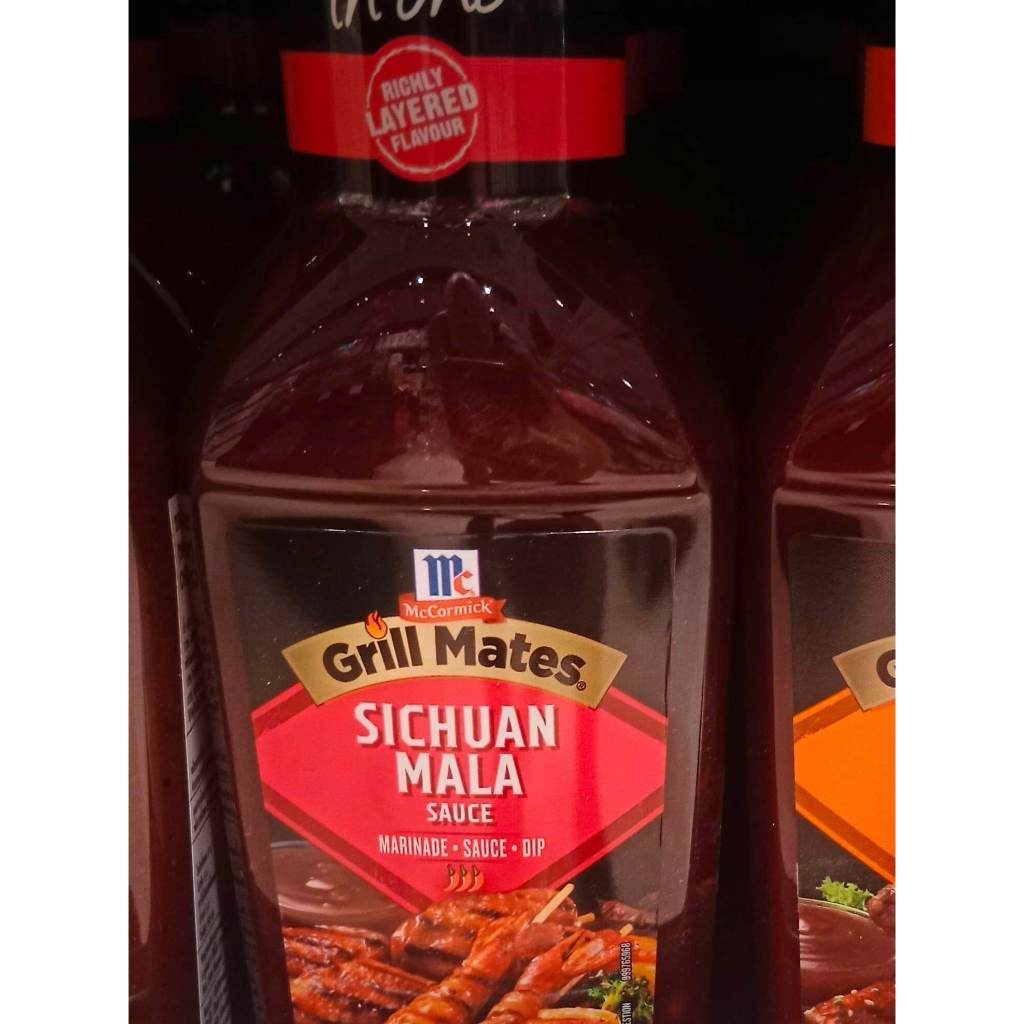 RICHLY
LAYERED
FLAVOUR
Mc
McCormick
Grill Mates®
SICHUAN
MALA
SAUCE
MARINADE • SAUCE • DIP
G